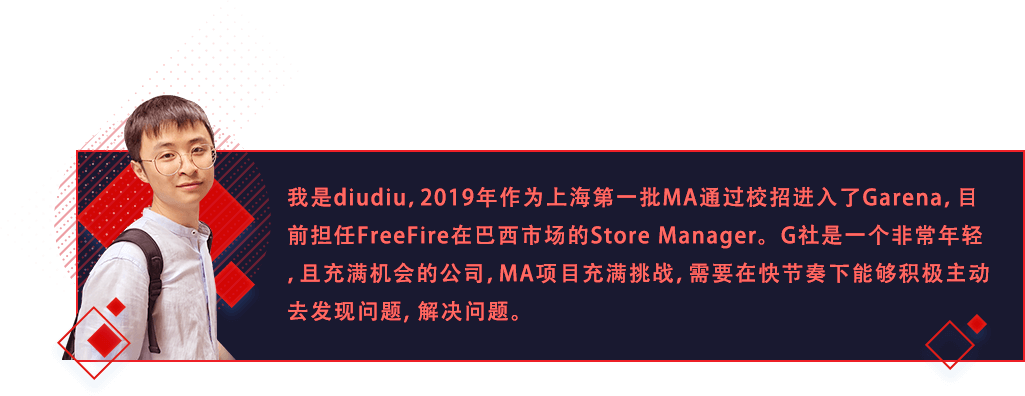 我是diudiu, 2019年作为上海第一批MA通过校招进入了Garena, 目
前担任FreeFire在巴西市场的Store Manager。G社是一个非常年轻
, 且充满机会的公司, MA项目充满挑战, 需要在快节奏下能够积极主动
去发现问题, 解决问题。